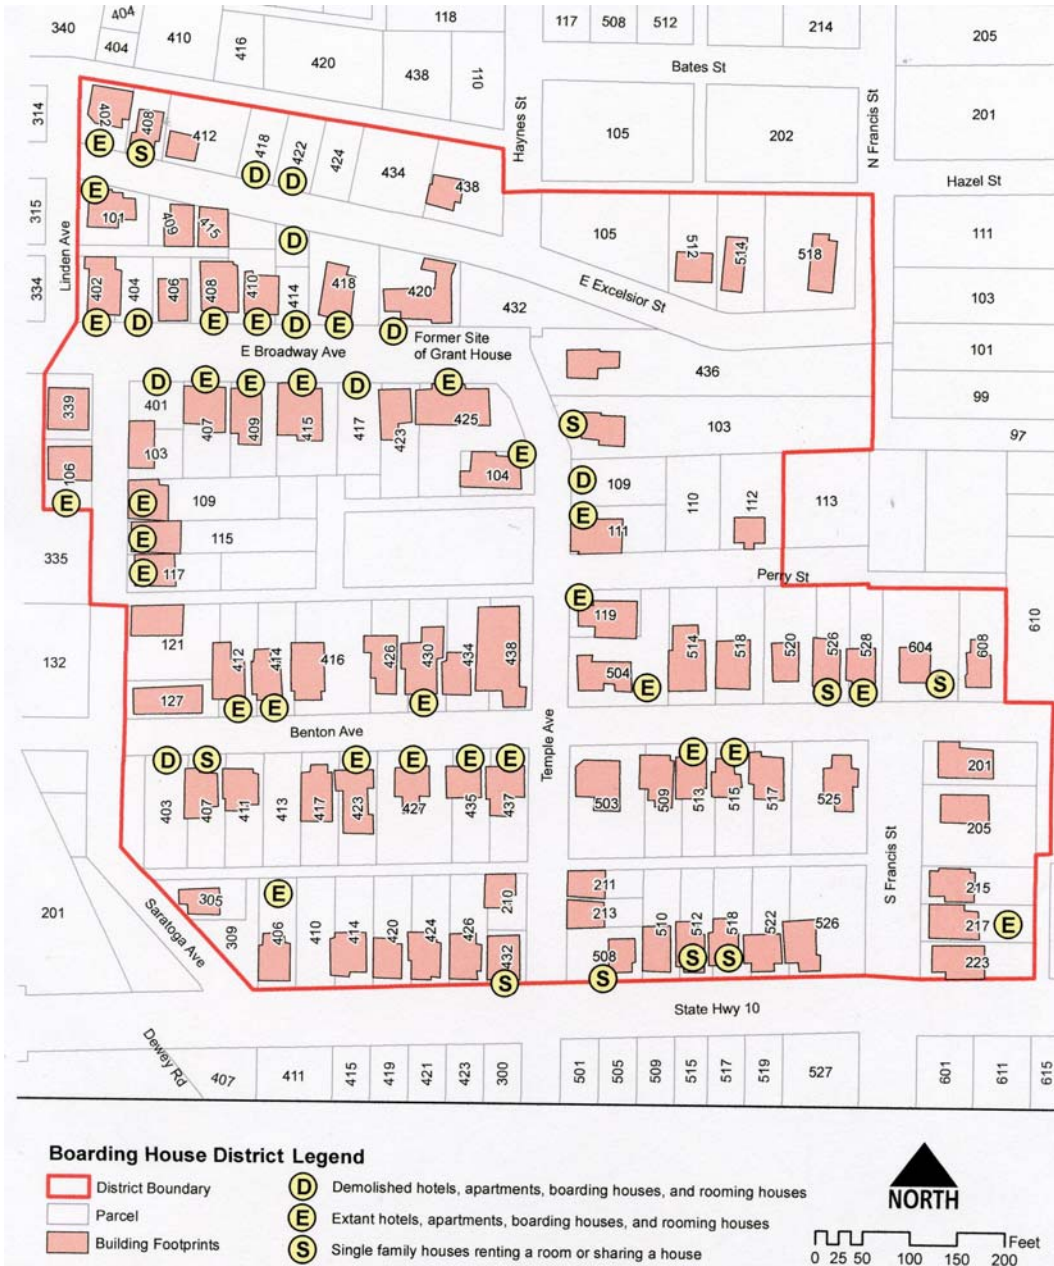 404
118
117 508 512
214
340
410
416
420
205
404
438
110
Bates St
Haynes St
N Francis St
314
402
408
412
418
422
424
434
438
105
202
201
E
S
D
D
Hazel St
315
E
101
409
415
D
105
512
514
518
111
Linden Ave
334
402
404
406
408
410
414
418
420
432
E Excelsior St
103
E
D
E
E
D
E
D
Former Site
of Grant House
E Broadway Ave
436
101
D
E
E
E
D
E
99
339
401
407
409
415
417
423
425
S
103
97
103
106
104
E
D
109
110
112
113
E
E
109
E
111
335
E
115
E
117
Perry St
132
121
412
414
416
426
430
434
438
E
119
514
518
520
526
528
604
608
610
504
127
E
E
E
E
S
E
S
Benton Ave
Temple Ave
D
S
E
E
E
E
E
E
201
403
407
411
413
417
423
427
435
437
503
509
513
515
517
525
205
S Francis St
201
Saratoga Ave
305
309
E
406
410
414
420
424
426
210
432
S
211
213
508
510
512
518
522
526
S
S
S
215
217
E
223
State Hwy 10
Dewey Rd
407
411
415
419
421
423
300
501
505
509
515
517
519
527
601
611
615
Boarding House District Legend
District Boundary
Parcel
Building Footprints
D Demolished hotels, apartments, boarding houses, and rooming houses
E Extant hotels, apartments, boarding houses, and rooming houses
S Single family houses renting a room or sharing a house
NORTH
0 25 50 100 150 200 Feet